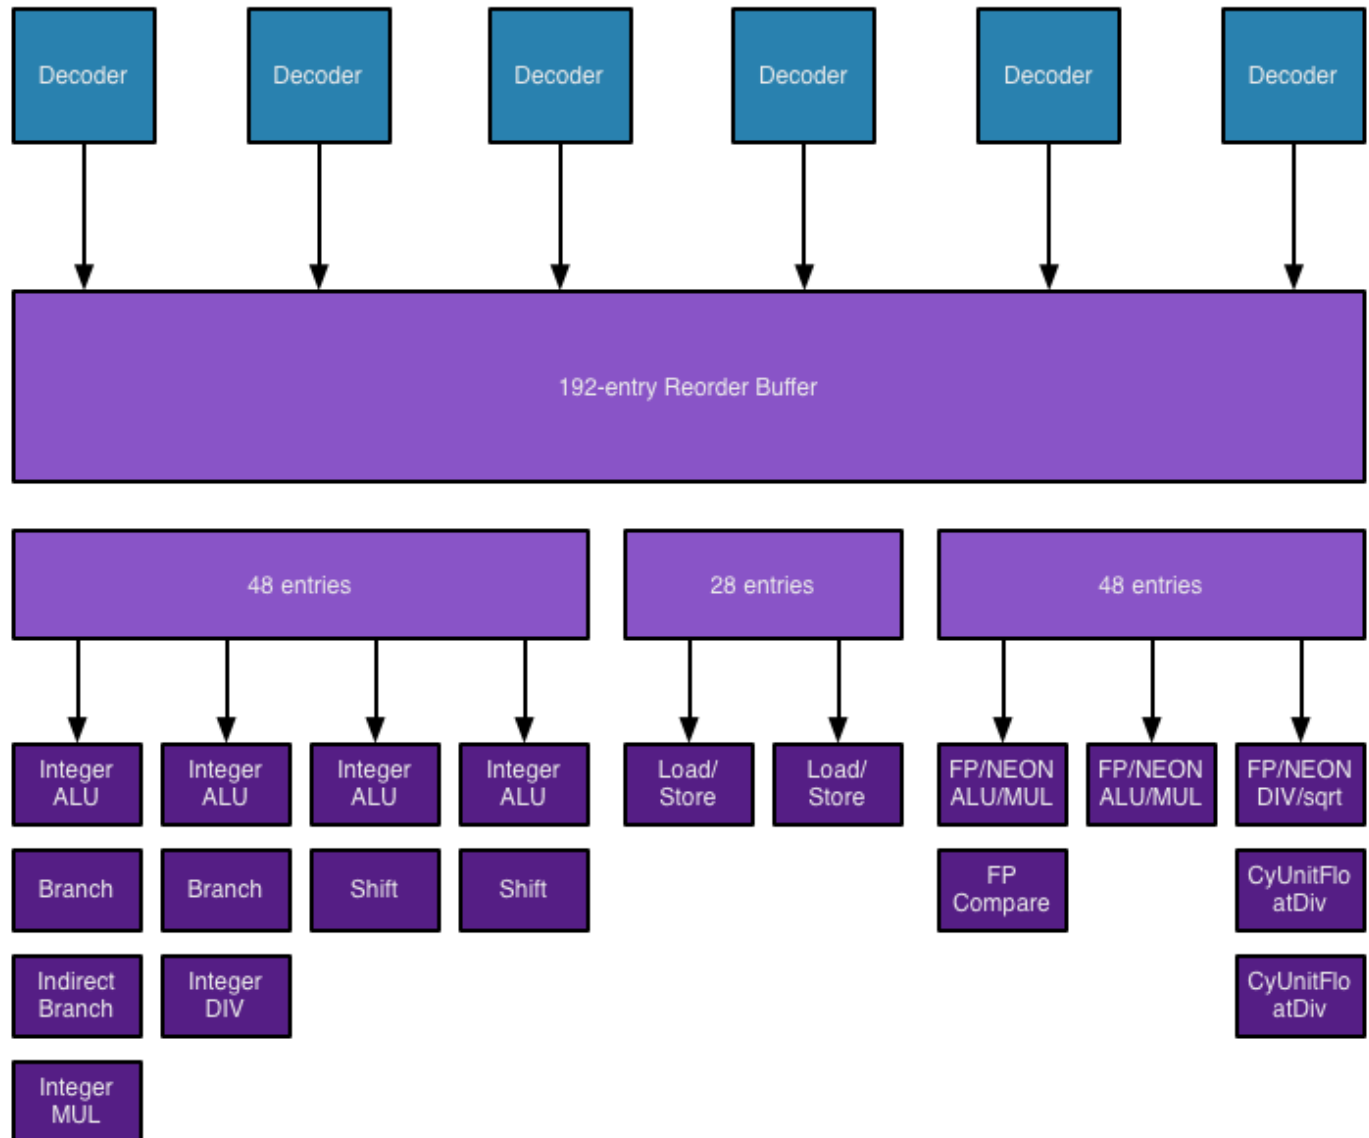 Decoder
Decoder
Decoder
Decoder
Decoder
Decoder
192-entry Reorder Buffer
48 entries
28 entries
48 entries
Integer
ALU
Integer
ALU
Integer
ALU
Integer
ALU
Load/
Store
Load/
Store
FP/NEON
ALU/MUL
FP/NEON
ALU/MUL
FP/NEON
DIV/sqrt
Branch
Branch
Shift
Shift
FP
Compare
CyUnitFlo
atDiv
Indirect
Branch
Integer
DIV
CyUnitFlo
atDiv
Integer
MUL